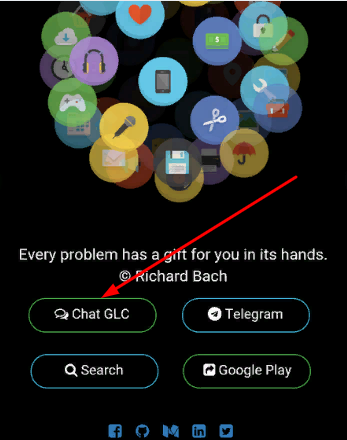 Every problem has a gift for you in its hands.
© Richard Bach
Chat GLC
Telegram
Search
Google Play